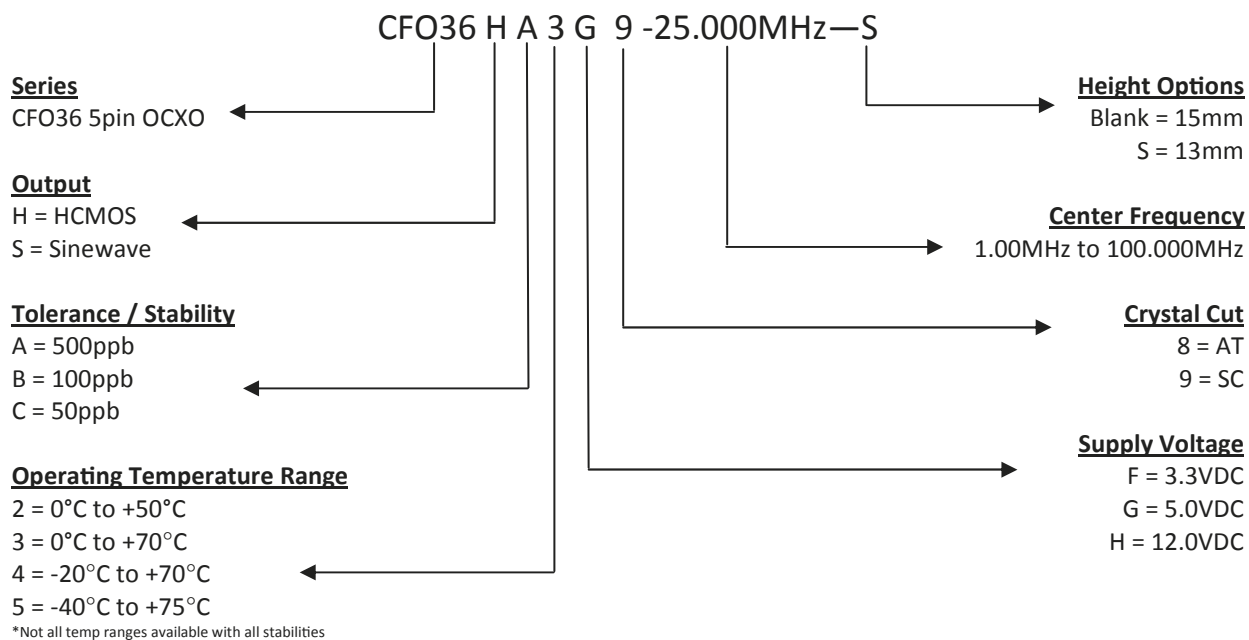 CFO36 H A 3 G 9 -25.000MHz—S
Series
CFO36 5pin OCXO
Output
H = HCMOS
S = Sinewave
Tolerance / Stability
A = 500ppb
B = 100ppb
C = 50ppb
Operating Temperature Range
2 = 0°C to +50°C
3 = 0°C to +70°C
4 = -20°C to +70°C
5 = -40°C to +75°C
*Not all temp ranges available with all stabilities
Height Options
Blank = 15mm
S = 13mm
Center Frequency
1.00MHz to 100.000MHz
Crystal Cut
8 = AT
9 = SC
Supply Voltage
F = 3.3VDC
G = 5.0VDC
H = 12.0VDC